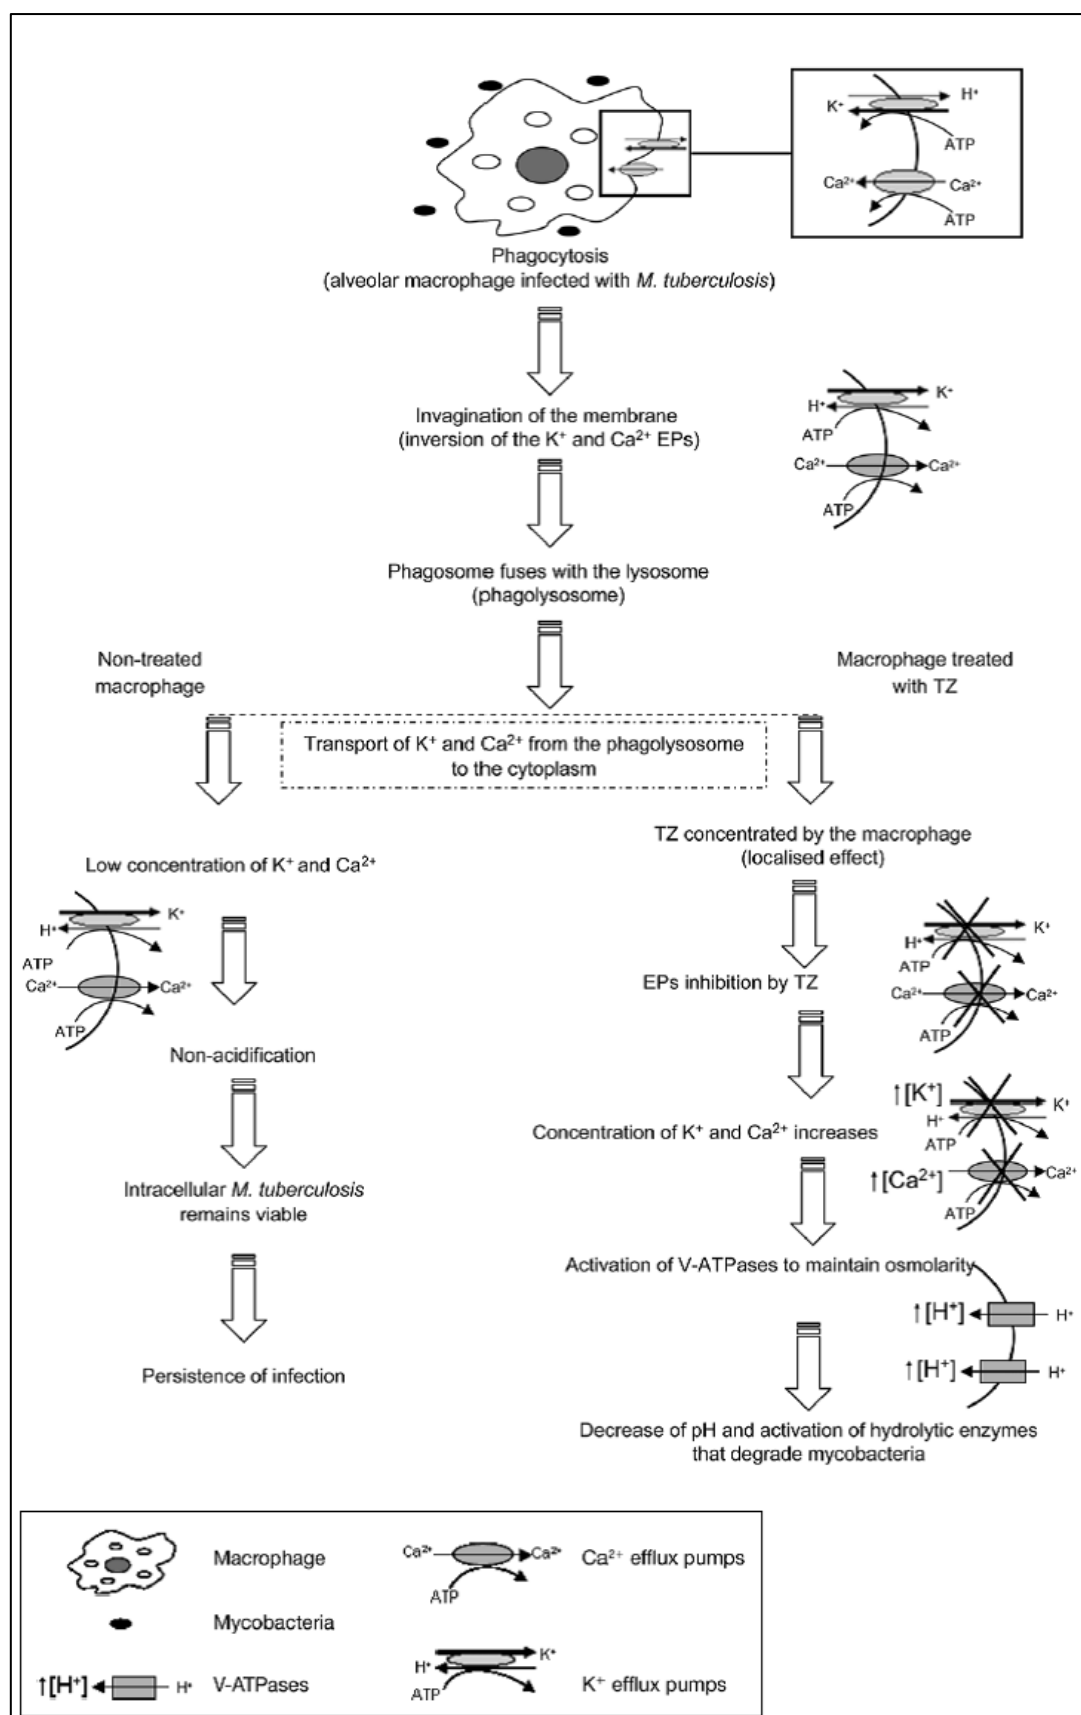 H⁺
K⁺
ATP
Ca²⁺ Ca²⁺
ATP
Phagocytosis
(alveolar macrophage infected with M. tuberculosis)
K⁺
H⁺
ATP
Ca²⁺ Ca²⁺
ATP
Invagination of the membrane
(inversion of the K⁺ and Ca²⁺ EPs)
Phagosome fuses with the lysosome
(phagolysosome)
Non-treated
macrophage
Macrophage treated
with TZ
Transport of K⁺ and Ca²⁺ from the phagolysosome
to the cytoplasm
Low concentration of K⁺ and Ca²⁺
K⁺
H⁺
ATP
Ca²⁺ Ca²⁺
ATP
Non-acidification
Intracellular M. tuberculosis
remains viable
Persistence of infection
TZ concentrated by the macrophage
(localised effect)
EPs inhibition by TZ
K⁺
H⁺
ATP
Ca²⁺ Ca²⁺
ATP
Concentration of K⁺ and Ca²⁺ increases
↑[K⁺] K⁺
H⁺
ATP
↑[Ca²⁺] Ca²⁺
ATP
Activation of V-ATPases to maintain osmolarity
↑[H⁺] H⁺
↑[H⁺] H⁺
Decrease of pH and activation of hydrolytic enzymes
that degrade mycobacteria
Macrophage
Mycobacteria
↑[H⁺] H⁺ V-ATPases
Ca²⁺ Ca²⁺ Ca²⁺ efflux pumps
ATP
K⁺
H⁺
ATP K⁺ efflux pumps